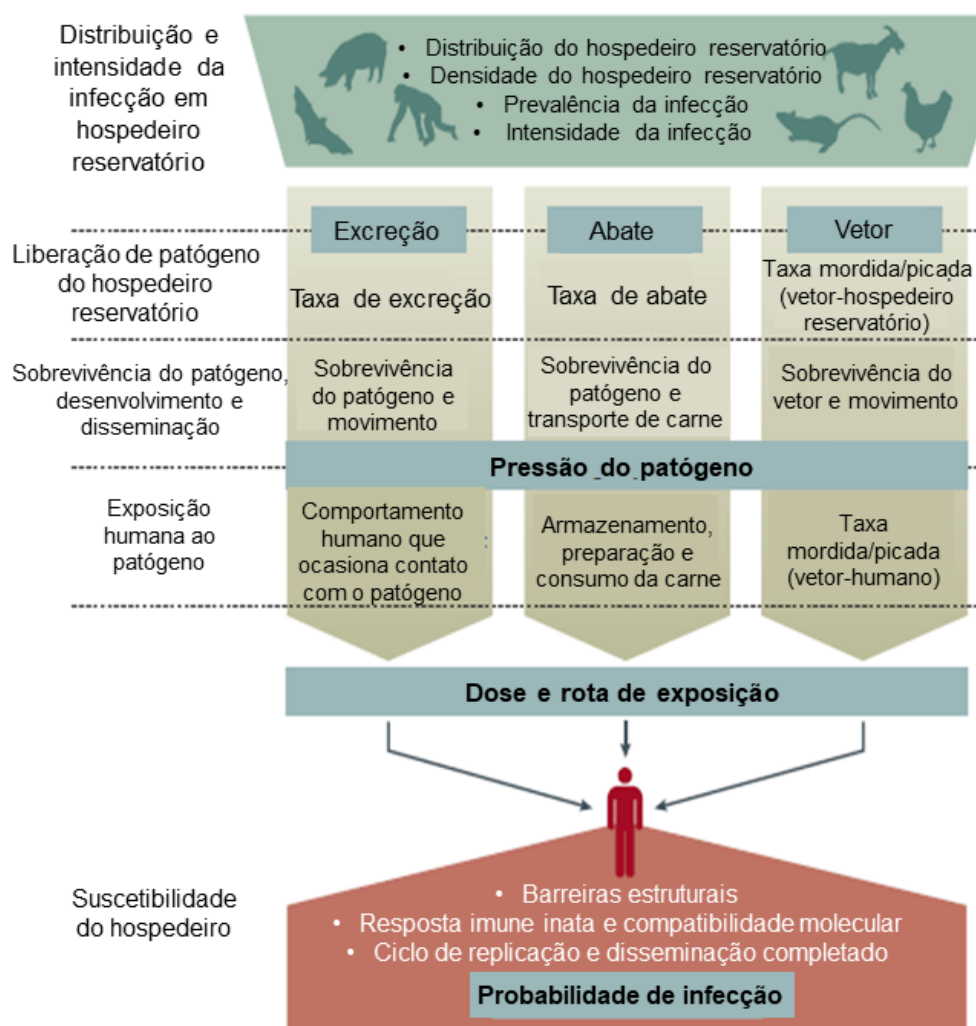 Distribuição e
intensidade da
infecção em
hospedeiro
reservatório
• Distribuição do hospedeiro reservatório
• Densidade do hospedeiro reservatório
• Prevalência da infecção
• Intensidade da infecção
Liberação de patógeno
do hospedeiro
reservatório
Excreção
Taxa de excreção
Abate
Taxa de abate
Vetor
Taxa mordida/picada
(vetor-hospedeiro
reservatório)
Sobrevivência do patógeno,
desenvolvimento e
disseminação
Sobrevivência
do patógeno e
movimento
Sobrevivência do
patógeno e
transporte de carne
Sobrevivência do
vetor e movimento
Pressão do patógeno
Exposição
humana ao
patógeno
Comportamento
humano que
ocasiona contato
com o patógeno
Armazenamento,
preparação e
consumo da carne
Taxa
mordida/picada
(vetor-humano)
Dose e rota de exposição
Suscetibilidade
do hospedeiro
• Barreiras estruturais
• Resposta imune inata e compatibilidade molecular
• Ciclo de replicação e disseminação completado
Probabilidade de infecção